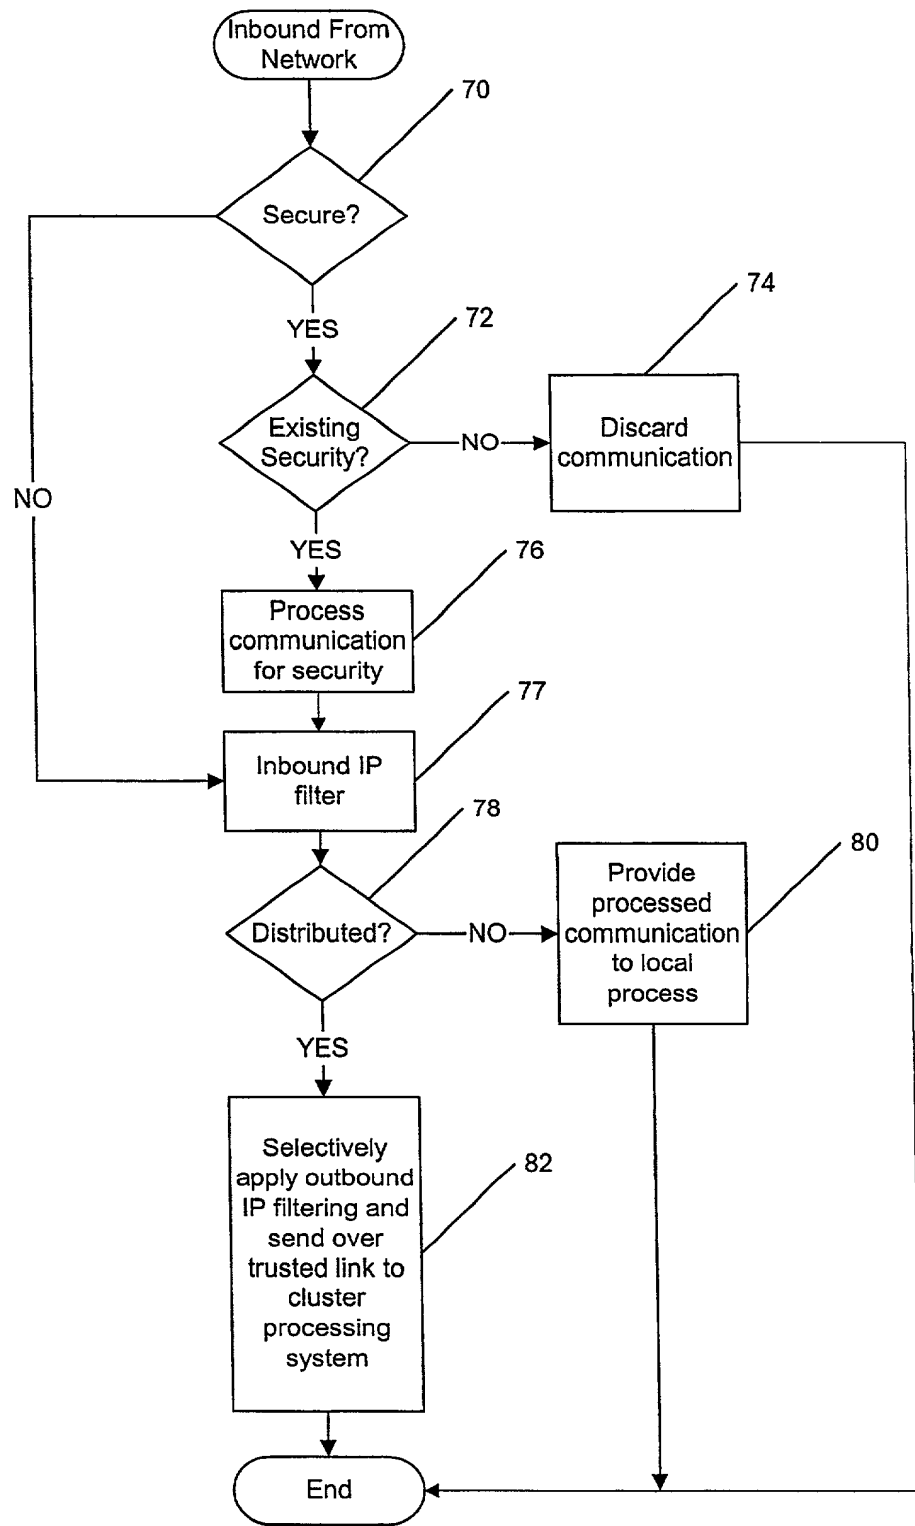 Inbound From
Network
70
Secure?
YES
72
74
Existing
Security?
NO
Discard
communication
NO
YES
76
Process
communication
for security
77
Inbound IP
filter
78
80
Distributed?
NO
Provide
processed
communication
to local
process
YES
82
Selectively
apply outbound
IP filtering and
send over
trusted link to
cluster
processing
system
End